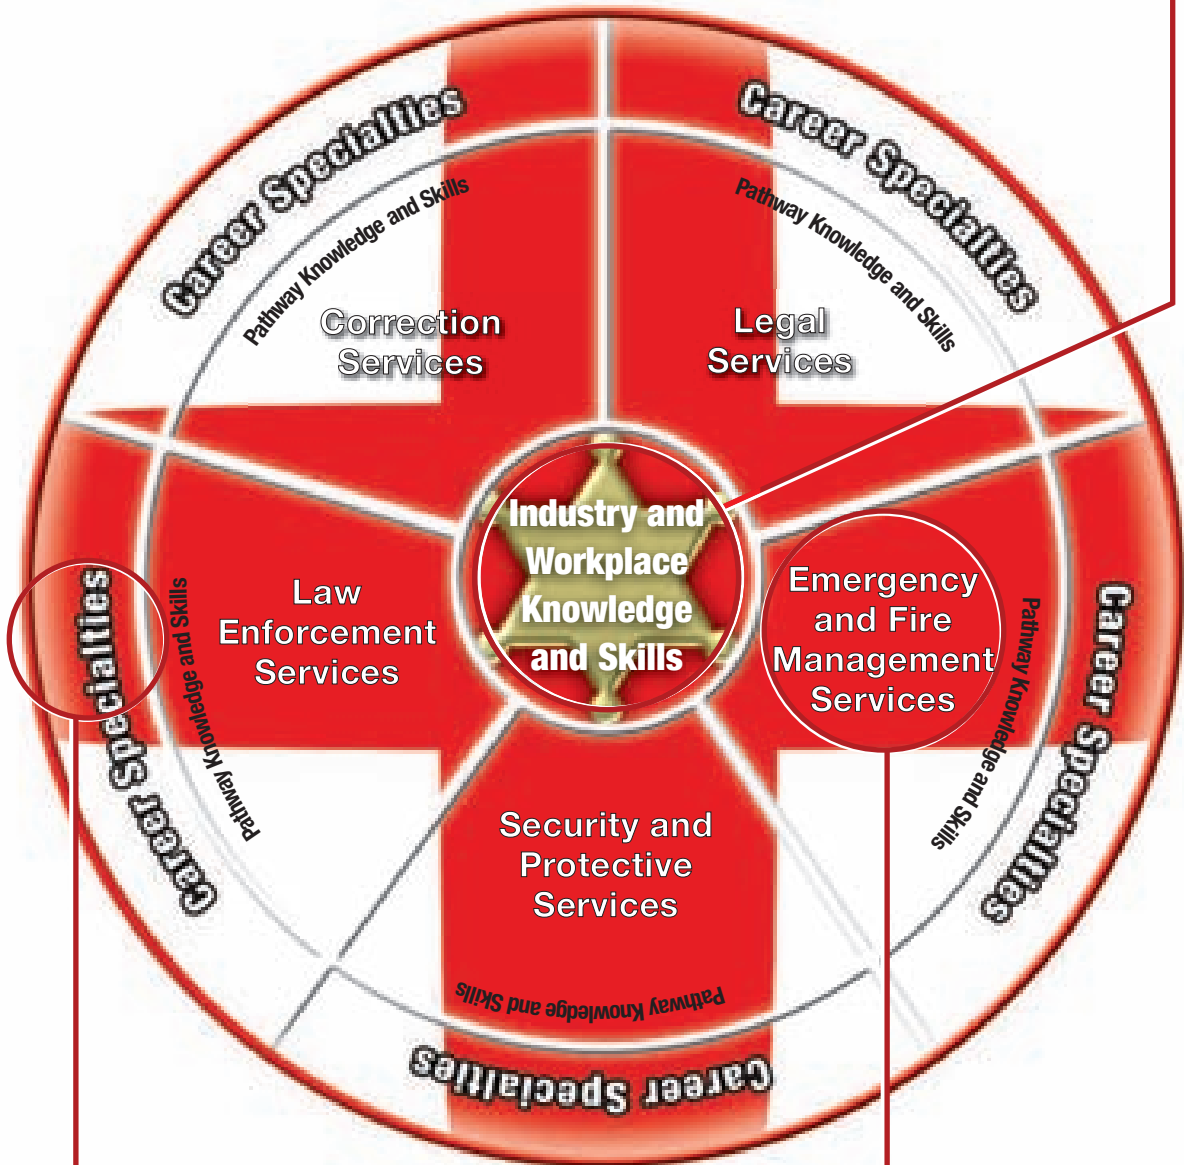 Career Specialties
Career Specialties
Pathway Knowledge and Skills
Pathway Knowledge and Skills
Correction
Services
Legal
Services
Industry and
Workplace
Knowledge
and Skills
Law
Enforcement
Services
Emergency
and Fire
Management
Services
Career Specialties
Pathway Knowledge and Skills
Pathway Knowledge and Skills
Career Specialties
Security and
Protective
Services
Pathway Knowledge and Skills
Career Specialties